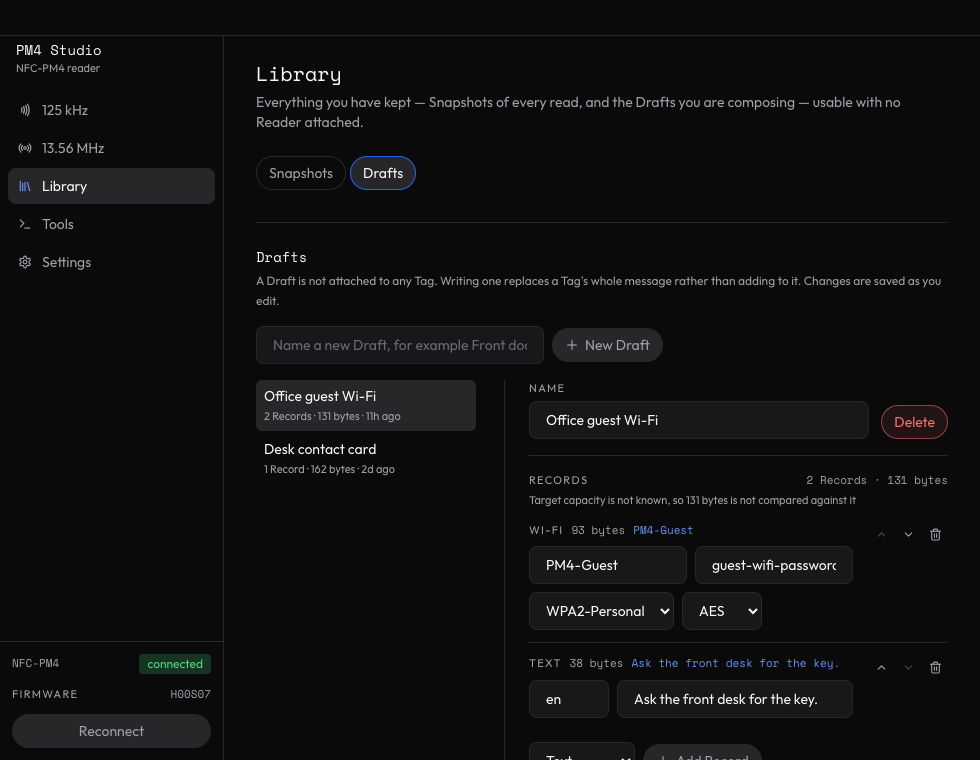 PM4 Studio
NFC-PM4 reader
125 kHz
13.56 MHz
Library
Tools
Settings
NFC-PM4 connected
FIRMWARE H00S07
Reconnect
Library
Everything you have kept — Snapshots of every read, and the Drafts you are composing — usable with no
Reader attached.
Snapshots Drafts
Drafts
A Draft is not attached to any Tag. Writing one replaces a Tag's whole message rather than adding to it. Changes are saved as you
edit.
Name a new Draft, for example Front doo
+ New Draft
Office guest Wi-Fi
2 Records · 131 bytes · 11h ago
Desk contact card
1 Record · 162 bytes · 2d ago
NAME
Office guest Wi-Fi
Delete
RECORDS 2 Records · 131 bytes
Target capacity is not known, so 131 bytes is not compared against it
WI-FI 93 bytes PM4-Guest
PM4-Guest guest-wifi-password
WPA2-Personal AES
TEXT 38 bytes Ask the front desk for the key.
en Ask the front desk for the key.
Text + Add Record